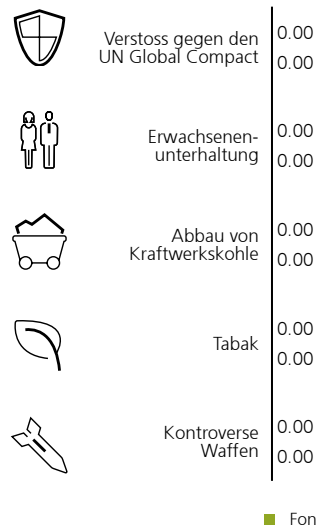 Verstoss gegen den
UN Global Compact
0.00
0.00
Erwachsenen-
unterhaltung
0.00
0.00
Abbau von
Kraftwerkskohle
0.00
0.00
Tabak
0.00
0.00
Kontroverse
Waffen
0.00
0.00
Fon